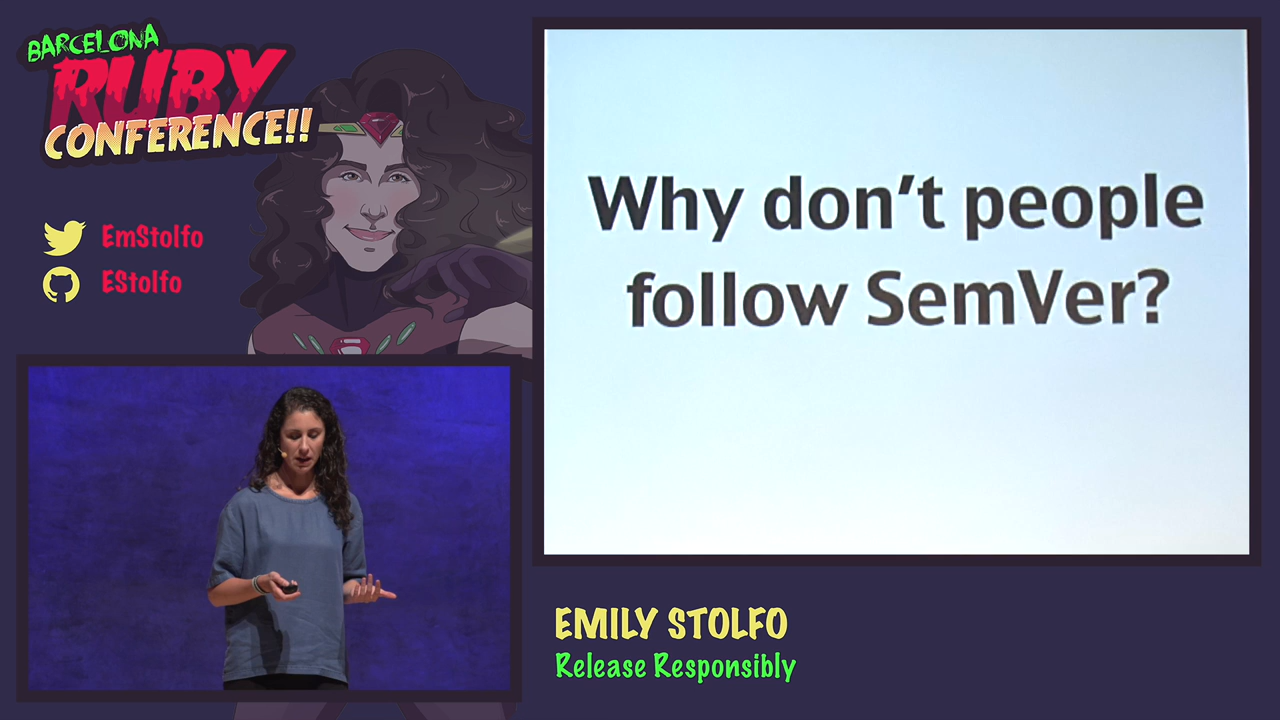 BARCELONA
RUBY
CONFERENCE!!
EmStolfo
EStolfo
Why don't people
follow SemVer?
EMILY STOLFO
Release Responsibly